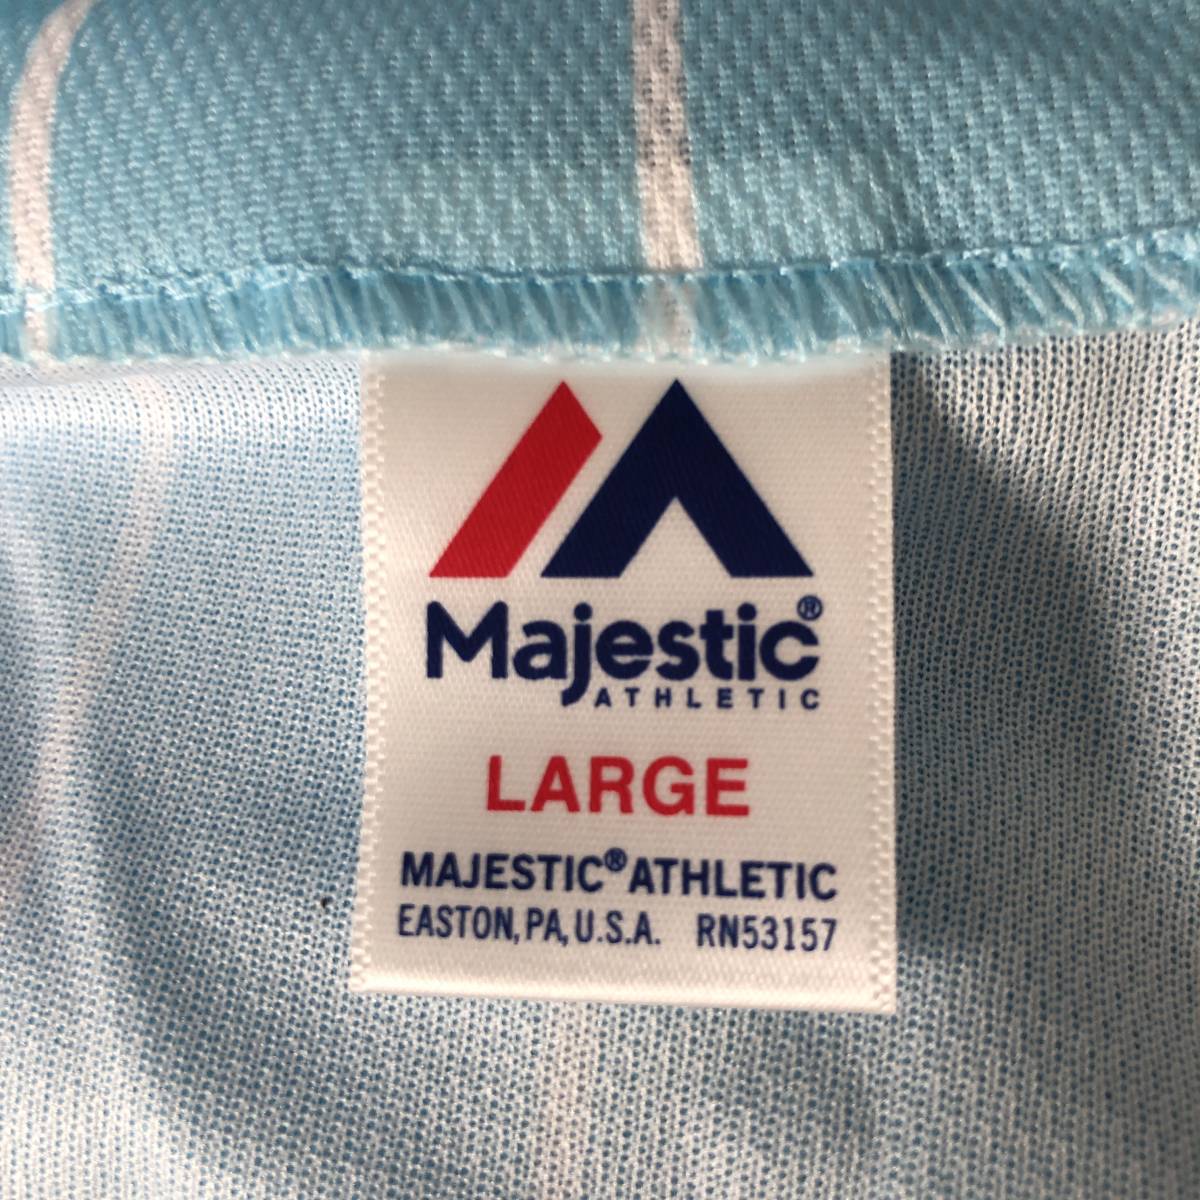 Majestic®
ATHLETIC
LARGE
MAJESTIC® ATHLETIC
EASTON, PA, U.S.A. RN53157